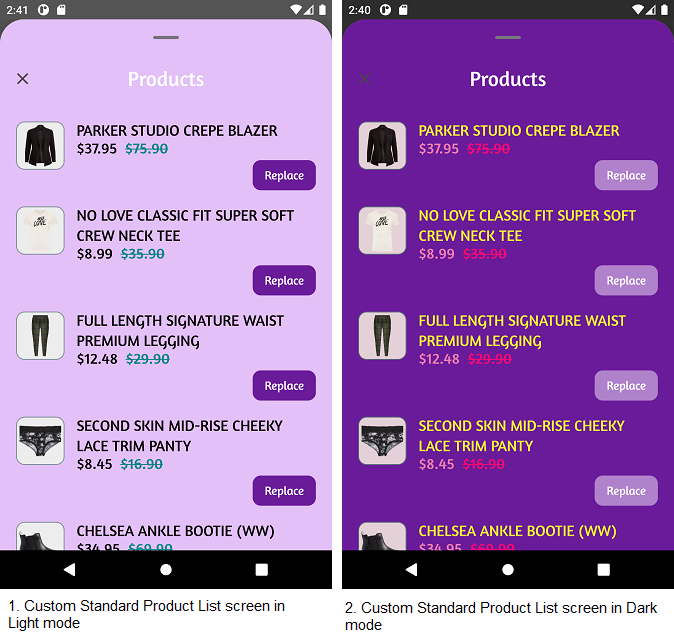 2:41
Products
PARKER STUDIO CREPE BLAZER
$37.95 $75.90
Replace
NO LOVE CLASSIC FIT SUPER SOFT
CREW NECK TEE
$8.99 $35.90
Replace
FULL LENGTH SIGNATURE WAIST
PREMIUM LEGGING
$12.48 $29.90
Replace
SECOND SKIN MID-RISE CHEEKY
LACE TRIM PANTY
$8.45 $16.90
Replace
CHELSEA ANKLE BOOTIE (WW)
$34.95 $69.90
1. Custom Standard Product List screen in
Light mode
2:40
Products
PARKER STUDIO CREPE BLAZER
$37.95 $75.90
Replace
NO LOVE CLASSIC FIT SUPER SOFT
CREW NECK TEE
$8.99 $35.90
Replace
FULL LENGTH SIGNATURE WAIST
PREMIUM LEGGING
$12.48 $29.90
Replace
SECOND SKIN MID-RISE CHEEKY
LACE TRIM PANTY
$8.45 $16.90
Replace
CHELSEA ANKLE BOOTIE (WW)
$34.95 $69.90
2. Custom Standard Product List screen in Dark
mode